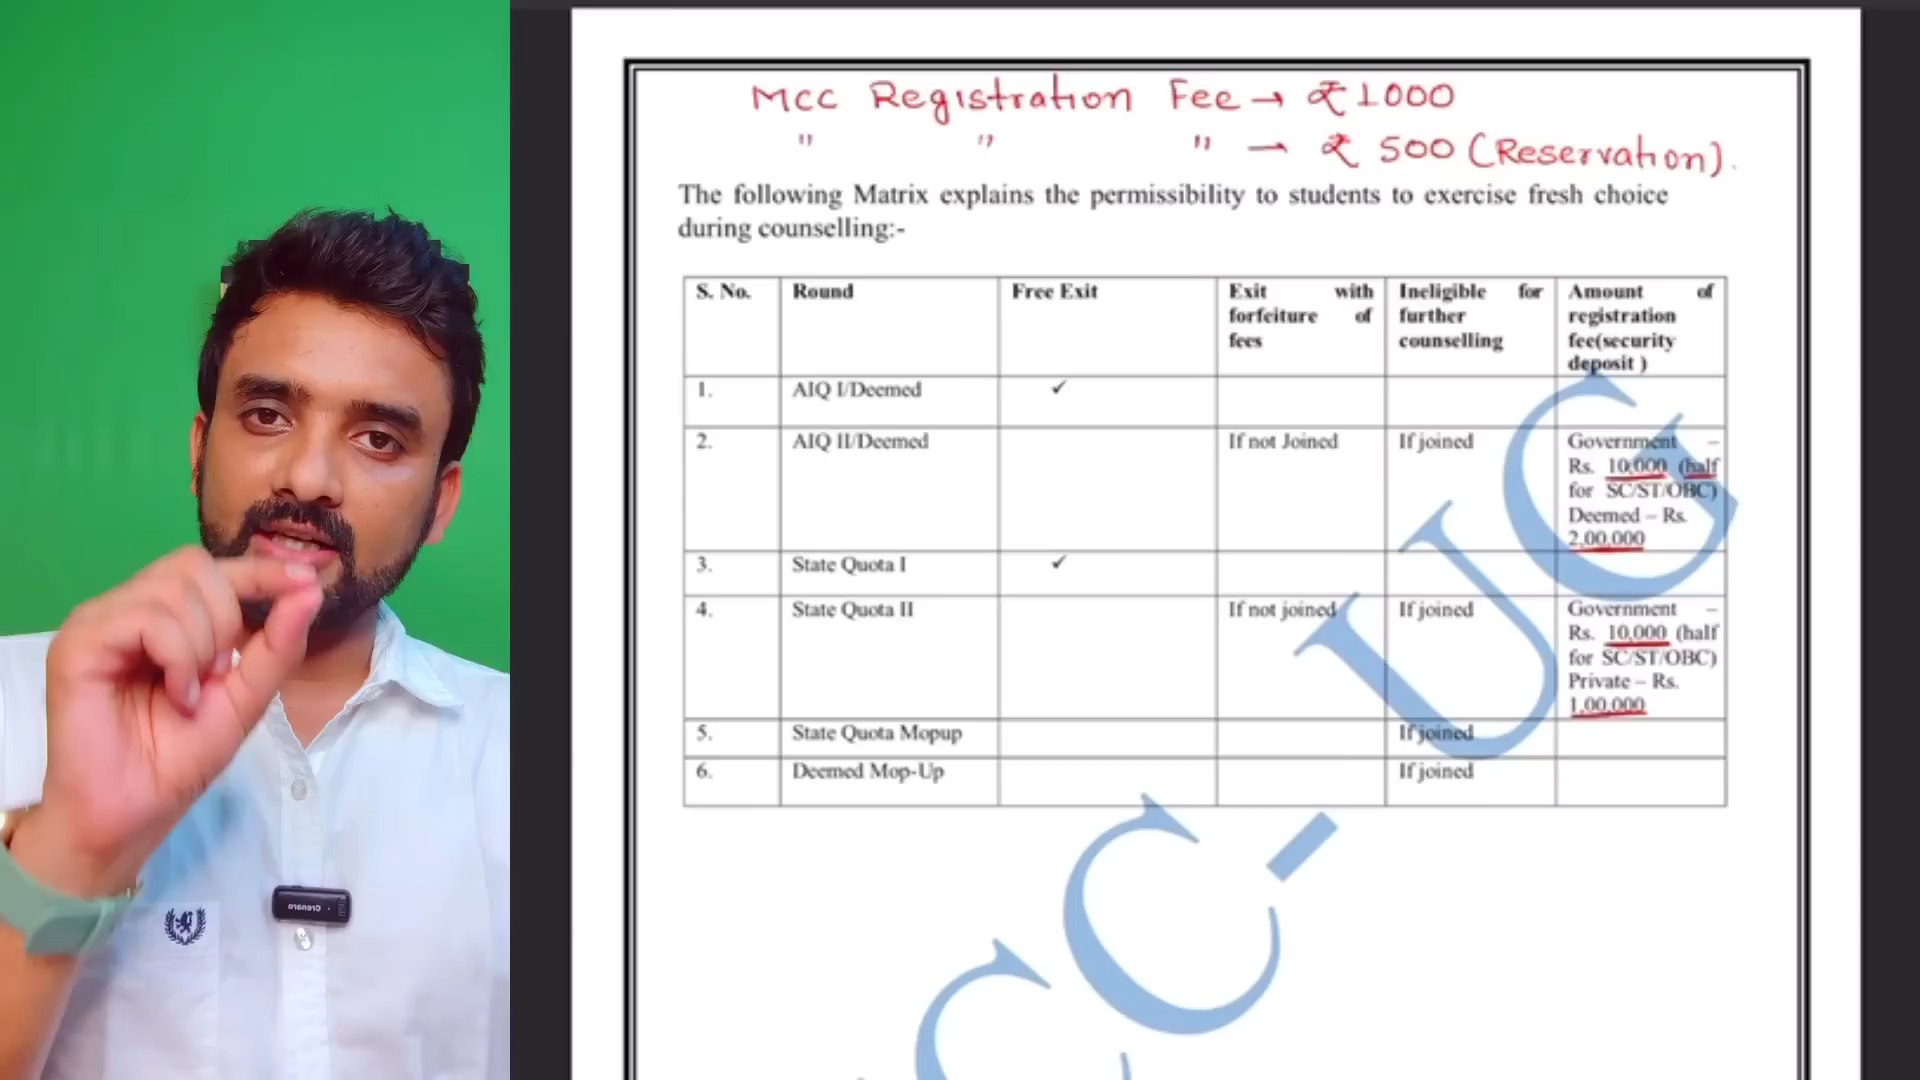 MCC Registration Fee → ₹ 1000
" " " → ₹ 500 (Reservation).
The following Matrix explains the permissibility to students to exercise fresh choice
during counselling:-
S. No. Round Free Exit Exit with forfeiture of fees Ineligible for further counselling Amount of registration fee(security deposit )
1. AIQ I/Deemed ✓
2. AIQ II/Deemed If not Joined If joined Government – Rs. 10,000 (half for SC/ST/OBC) Deemed – Rs. 2,00,000
3. State Quota I ✓
4. State Quota II If not joined If joined Government – Rs. 10,000 (half for SC/ST/OBC) Private – Rs. 1,00,000
5. State Quota Mopup If joined
6. Deemed Mop-Up If joined
CC-UG